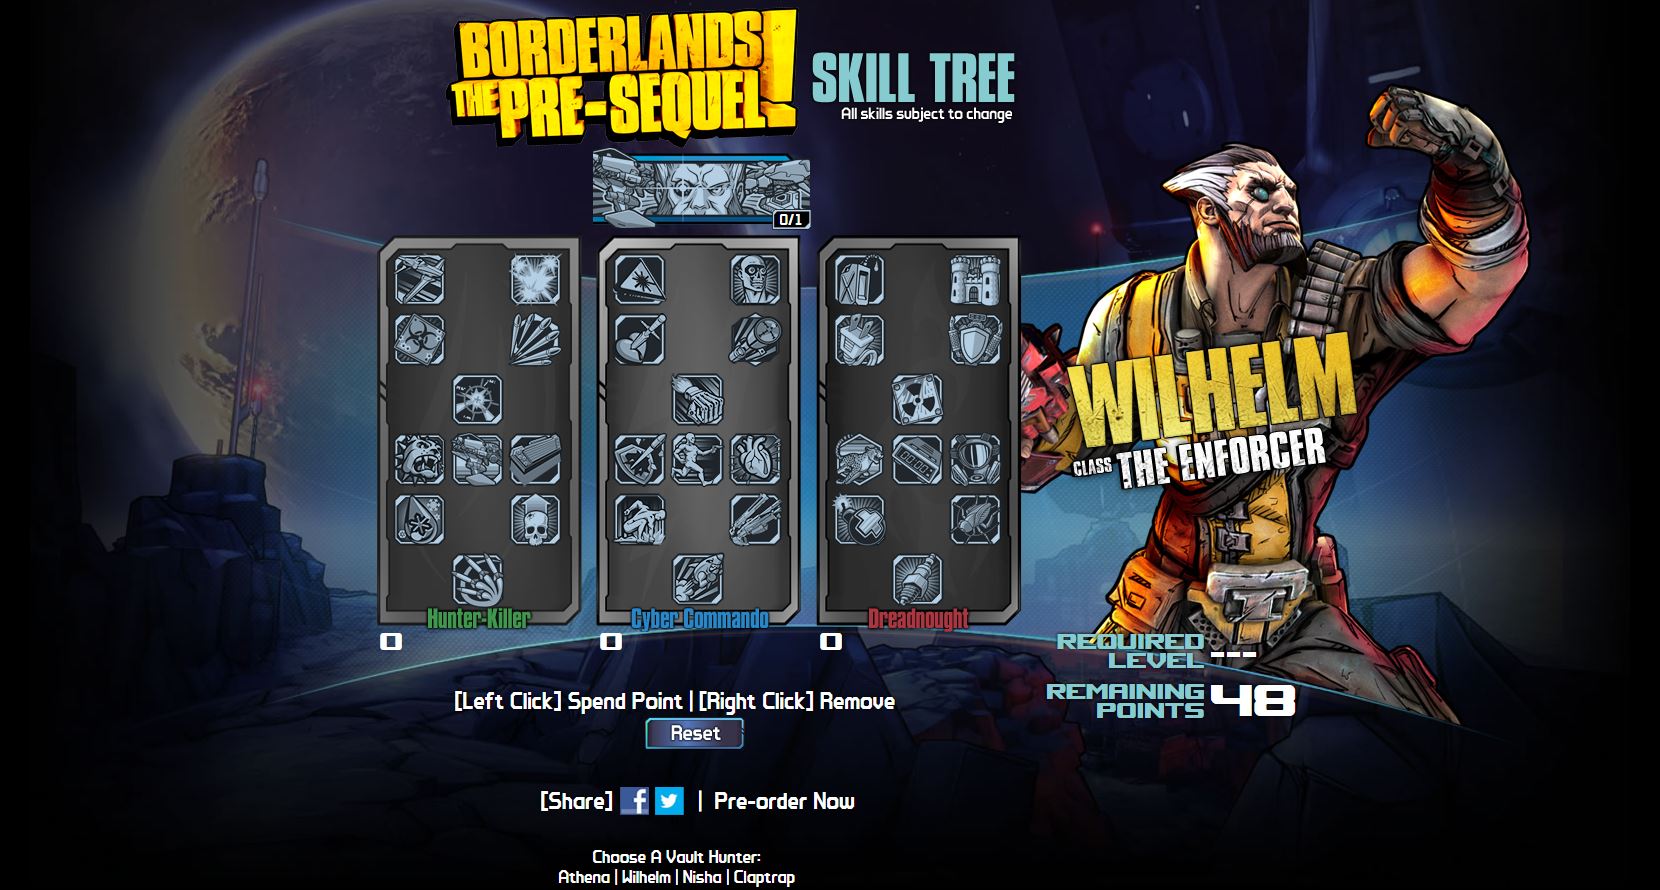 BORDERLANDS
THE PRE-SEQUEL!
SKILL TREE
All skills subject to change
0/1
WILHELM
CLASS THE ENFORCER
Hunter-Killer
Cyber Commando
Dreadnought
0
0
0
REQUIRED
LEVEL ---
REMAINING
POINTS 48
[Left Click] Spend Point | [Right Click] Remove
Reset
[Share] | Pre-order Now
Choose A Vault Hunter:
Athena | Wilhelm | Nisha | Claptrap